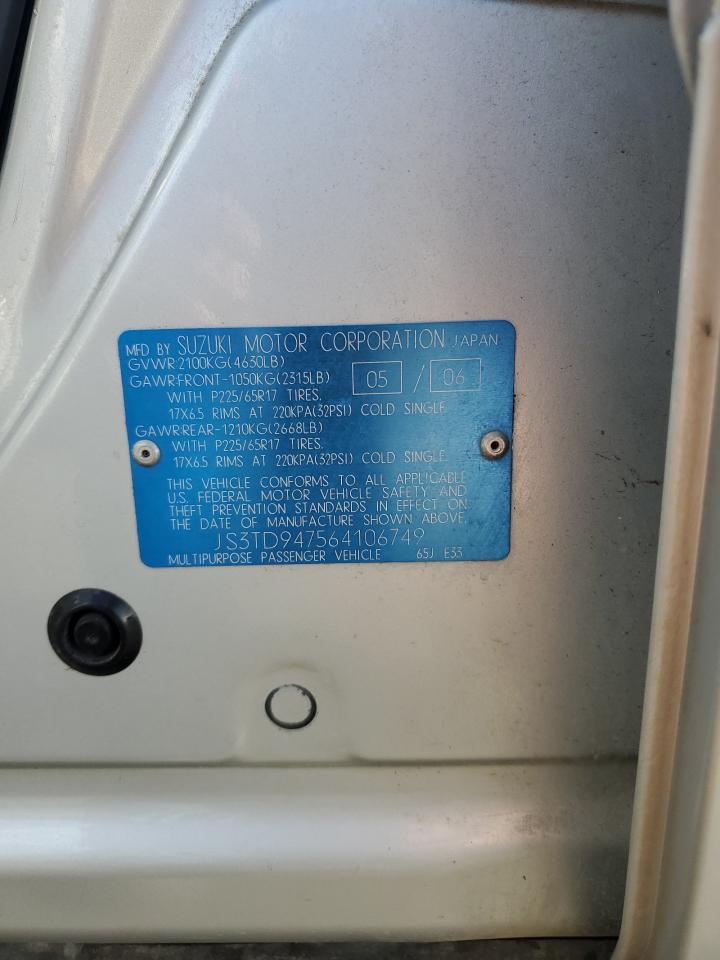 MFD BY SUZUKI MOTOR CORPORATION JAPAN
GVWR:2100KG(4630LB)
GAWR:FRONT-1050KG(2315LB) 05 / 06
WITH P225/65R17 TIRES.
17X6.5 RIMS AT 220KPA(32PSI) COLD SINGLE.
GAWR:REAR-1210KG(2668LB)
WITH P225/65R17 TIRES.
17X6.5 RIMS AT 220KPA(32PSI) COLD SINGLE.
THIS VEHICLE CONFORMS TO ALL APPLICABLE
U.S. FEDERAL MOTOR VEHICLE SAFETY AND
THEFT PREVENTION STANDARDS IN EFFECT ON
THE DATE OF MANUFACTURE SHOWN ABOVE.
JS3TD947564106749
MULTIPURPOSE PASSENGER VEHICLE 65J E33